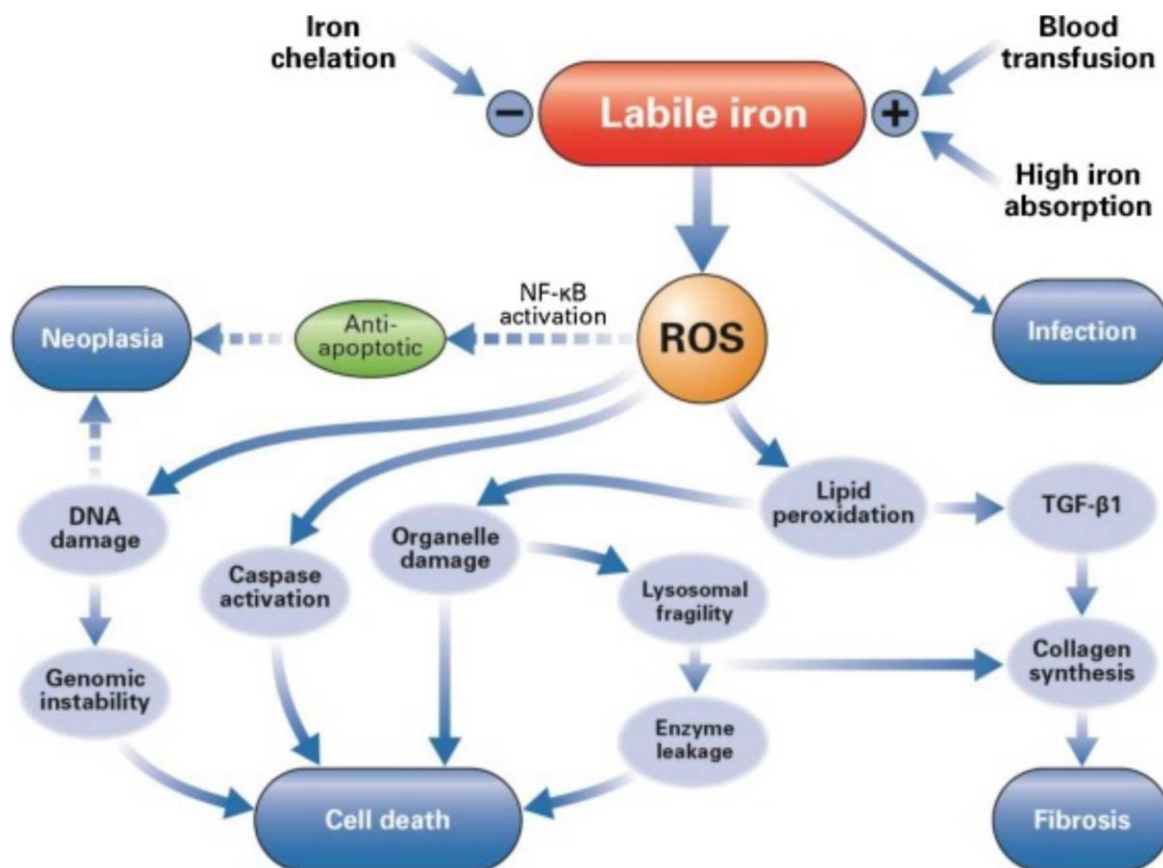 Iron
chelation
−
Labile iron
+
Blood
transfusion
High iron
absorption
Neoplasia
Anti-
apoptotic
NF-κB
activation
ROS
Infection
DNA
damage
Caspase
activation
Organelle
damage
Lipid
peroxidation
TGF-β1
Lysosomal
fragility
Genomic
instability
Collagen
synthesis
Enzyme
leakage
Cell death
Fibrosis